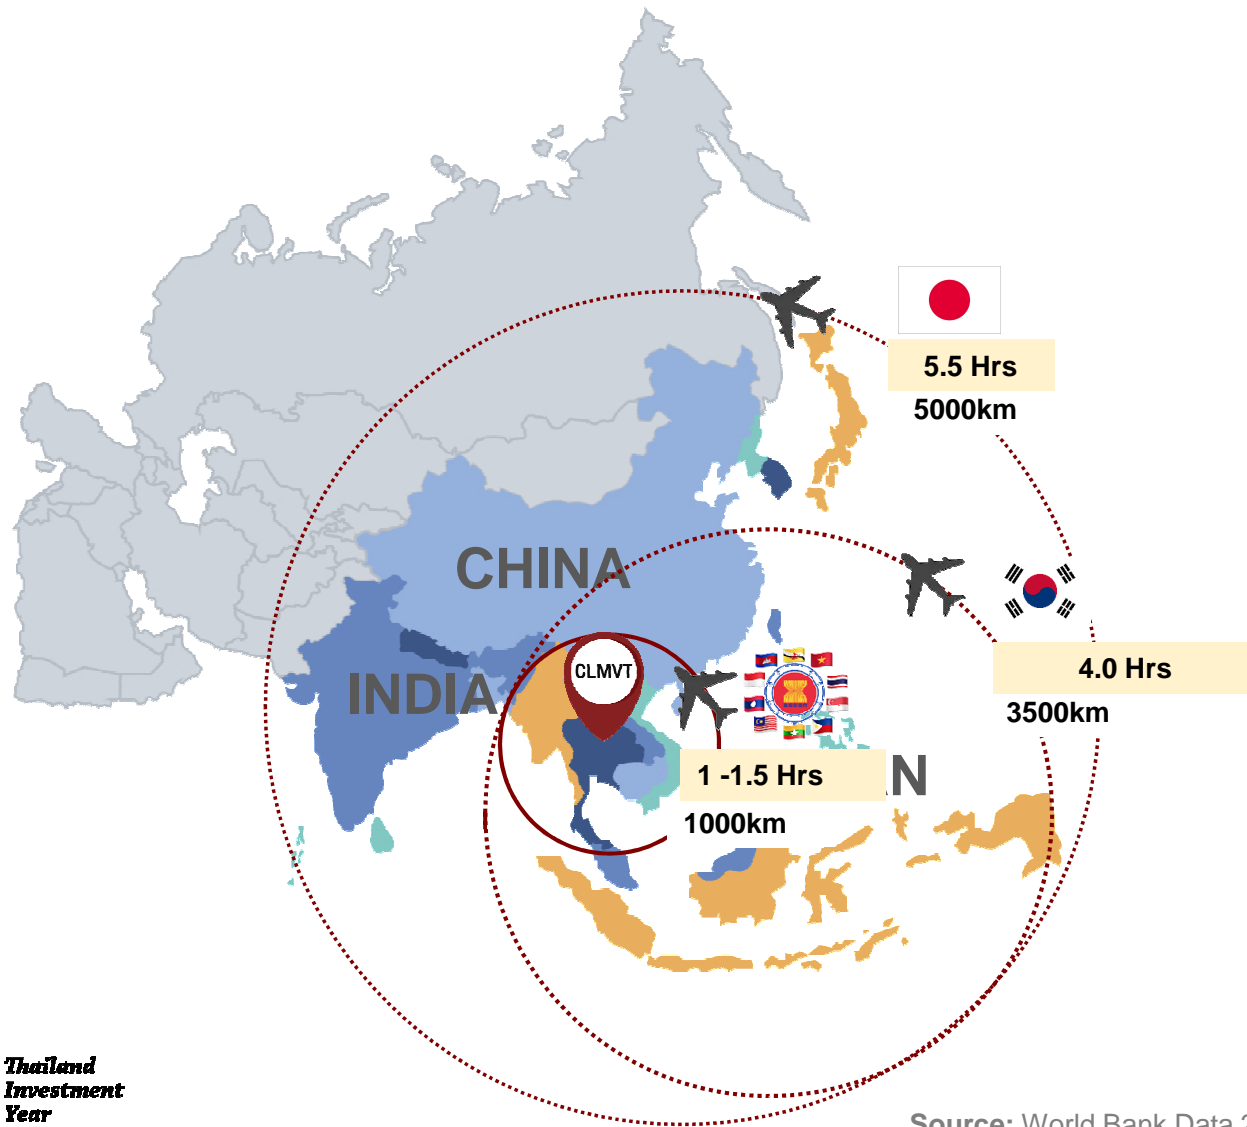 5.5 Hrs
5000km
CHINA
4.0 Hrs
3500km
CLMVT
INDIA
AN
1 -1.5 Hrs
1000km
Thailand
Investment
Year
Source: World Bank Data